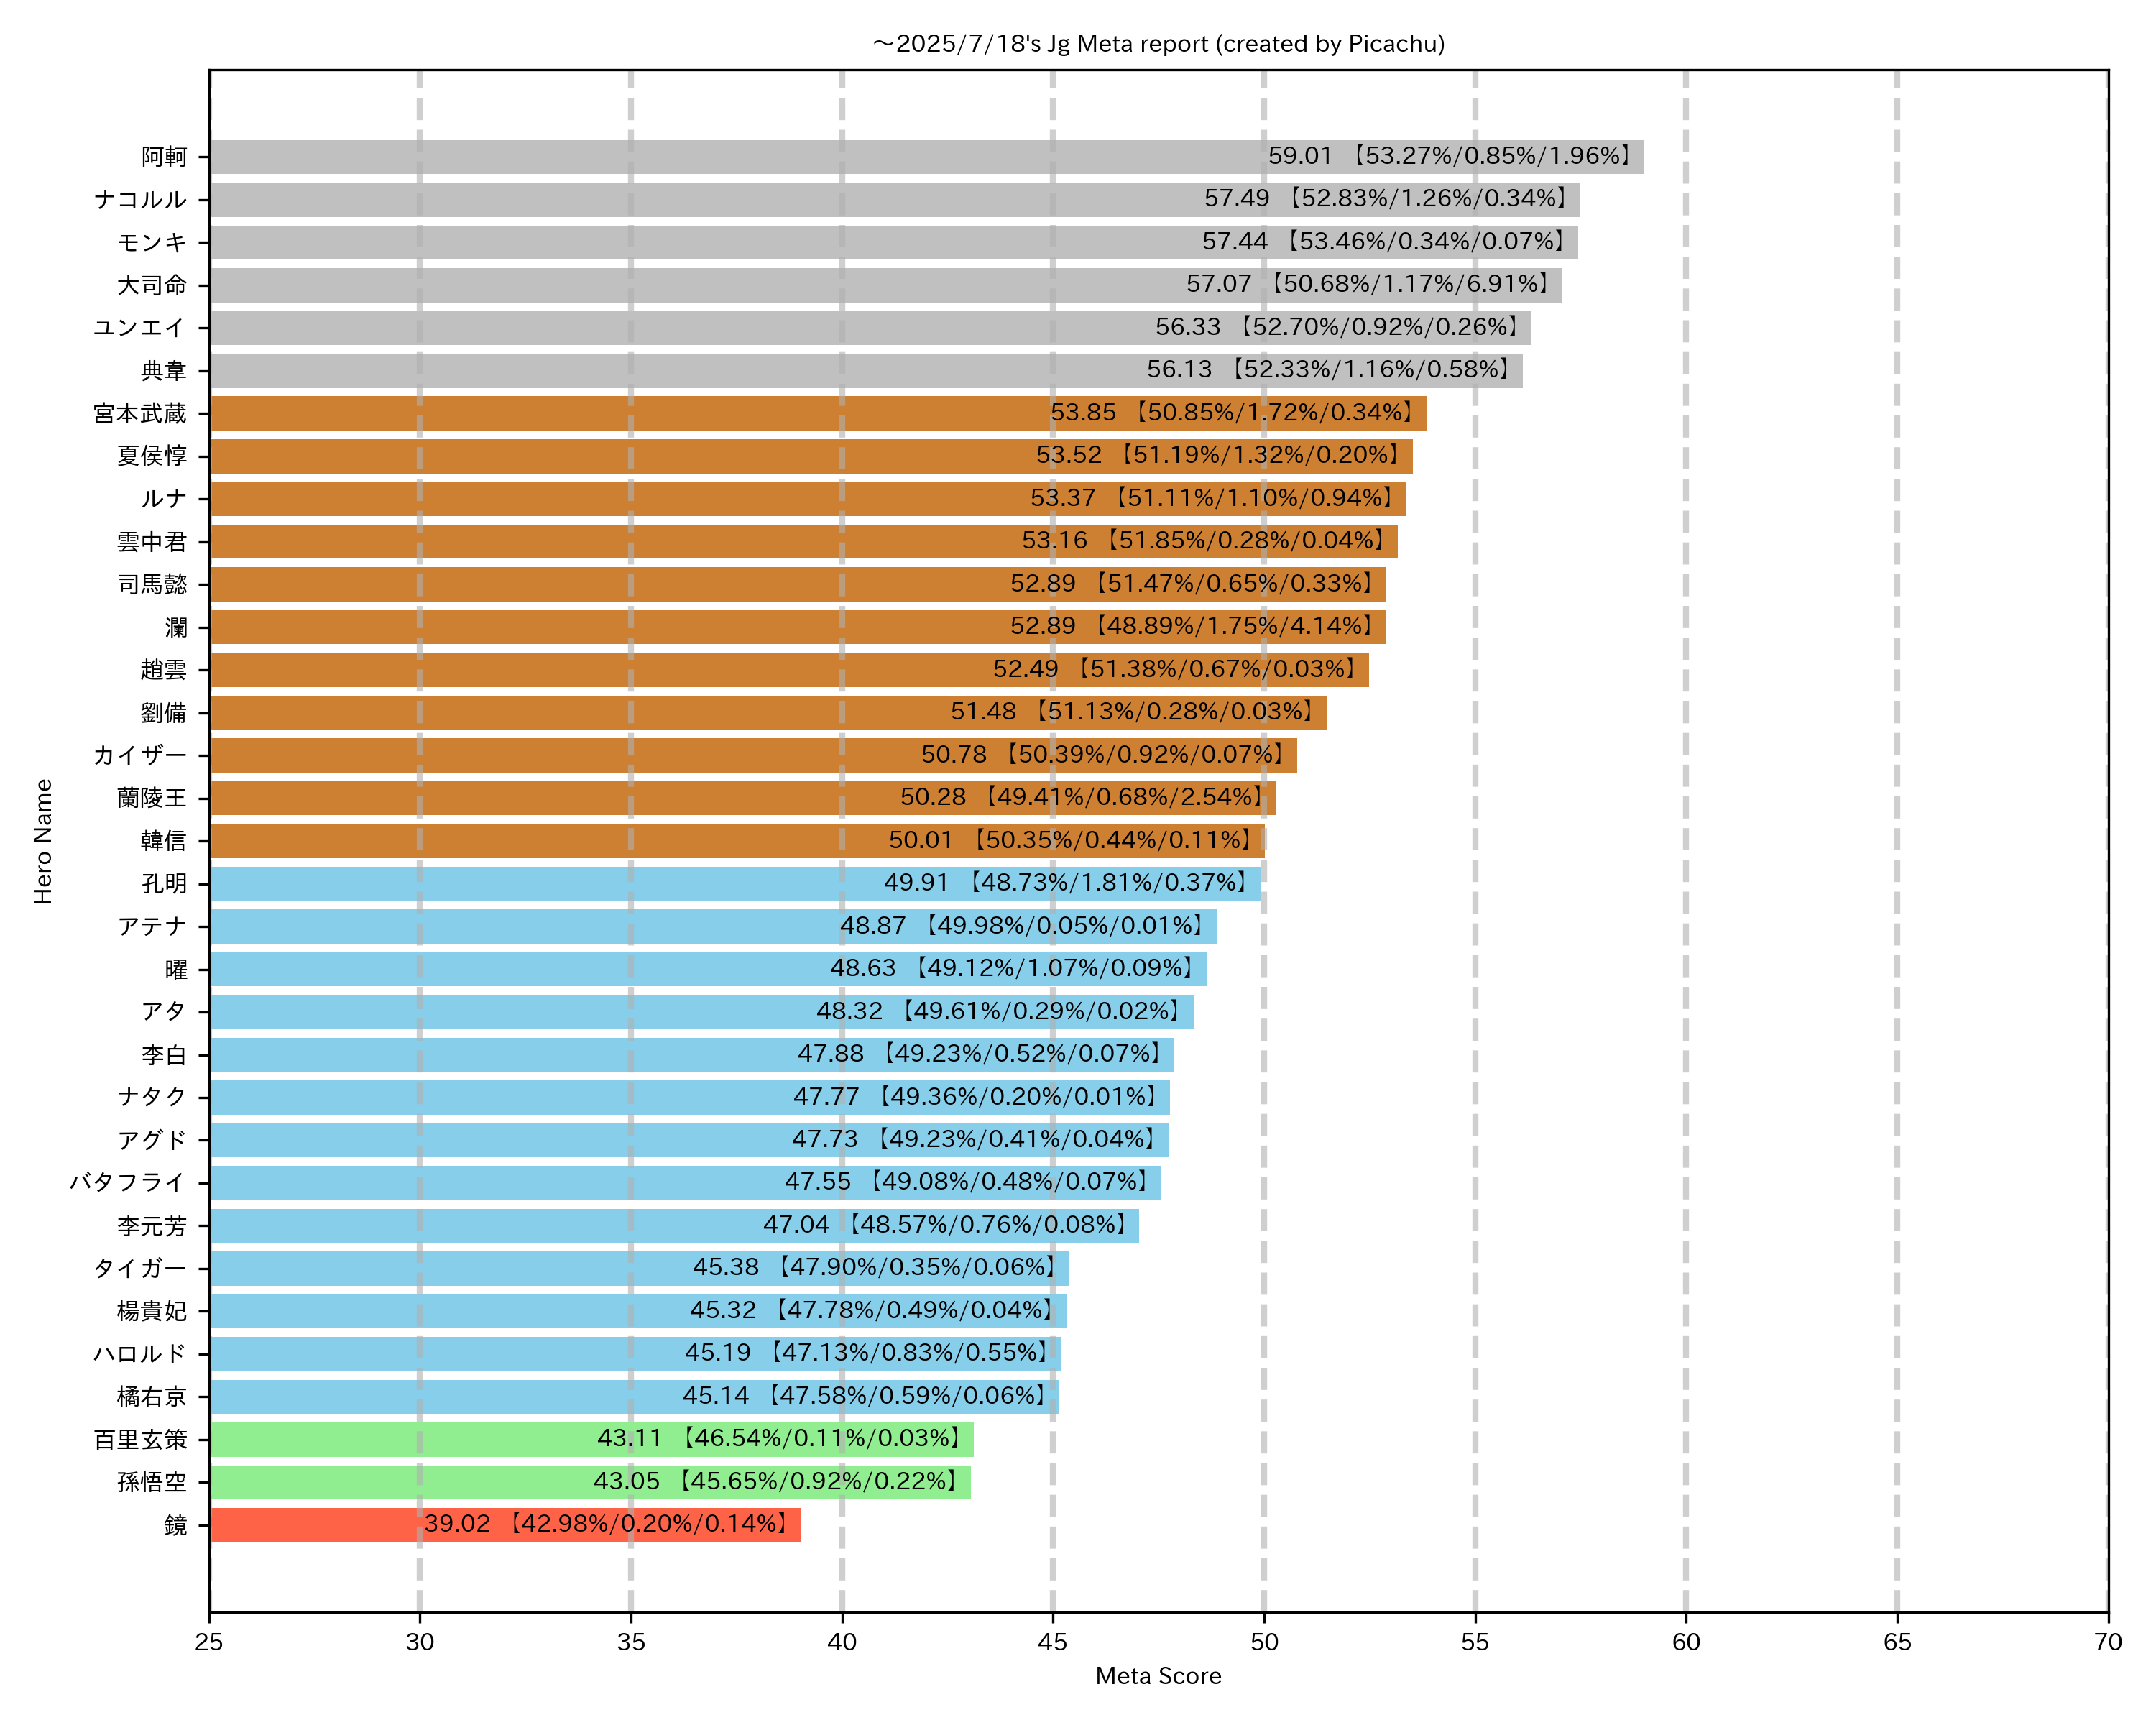 ～2025/7/18's Jg Meta report (created by Picachu)
阿軻 59.01 【53.27%/0.85%/1.96%】
ナコルル 57.49 【52.83%/1.26%/0.34%】
モンキ 57.44 【53.46%/0.34%/0.07%】
大司命 57.07 【50.68%/1.17%/6.91%】
ユンエイ 56.33 【52.70%/0.92%/0.26%】
典韋 56.13 【52.33%/1.16%/0.58%】
宮本武蔵 53.85 【50.85%/1.72%/0.34%】
夏侯惇 53.52 【51.19%/1.32%/0.20%】
ルナ 53.37 【51.11%/1.10%/0.94%】
雲中君 53.16 【51.85%/0.28%/0.04%】
司馬懿 52.89 【51.47%/0.65%/0.33%】
瀾 52.89 【48.89%/1.75%/4.14%】
趙雲 52.49 【51.38%/0.67%/0.03%】
劉備 51.48 【51.13%/0.28%/0.03%】
カイザー 50.78 【50.39%/0.92%/0.07%】
蘭陵王 50.28 【49.41%/0.68%/2.54%】
韓信 50.01 【50.35%/0.44%/0.11%】
孔明 49.91 【48.73%/1.81%/0.37%】
アテナ 48.87 【49.98%/0.05%/0.01%】
曜 48.63 【49.12%/1.07%/0.09%】
アタ 48.32 【49.61%/0.29%/0.02%】
李白 47.88 【49.23%/0.52%/0.07%】
ナタク 47.77 【49.36%/0.20%/0.01%】
アグド 47.73 【49.23%/0.41%/0.04%】
バタフライ 47.55 【49.08%/0.48%/0.07%】
李元芳 47.04 【48.57%/0.76%/0.08%】
タイガー 45.38 【47.90%/0.35%/0.06%】
楊貴妃 45.32 【47.78%/0.49%/0.04%】
ハロルド 45.19 【47.13%/0.83%/0.55%】
橘右京 45.14 【47.58%/0.59%/0.06%】
百里玄策 43.11 【46.54%/0.11%/0.03%】
孫悟空 43.05 【45.65%/0.92%/0.22%】
鏡 39.02 【42.98%/0.20%/0.14%】
Hero Name
25 30 35 40 45 50 55 60 65 70
Meta Score